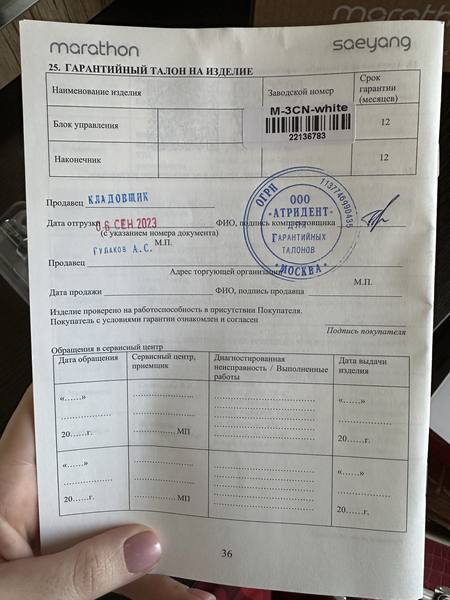 marathon saeyang
25. ГАРАНТИЙНЫЙ ТАЛОН НА ИЗДЕЛИЕ
Наименование изделия Заводской номер Срок гарантии (месяцев)
M-3CN-white
22136783
Блок управления 12
Наконечник 12
Продавец КЛАДОВЩИК
Дата отгрузки 06 СЕН 2023 ФИО, подпись комплектовщика
(с указанием номера документа)
М.П.
ГУЛАКОВ А.С.
ОГРН 1137746990435
ООО
"АТРИДЕНТ"
ДЛЯ
ГАРАНТИЙНЫХ
ТАЛОНОВ
*МОСКВА*
Продавец
Адрес торгующей организации
М.П.
Дата продажи ФИО, подпись продавца
Изделие проверено на работоспособность в присутствии Покупателя.
Покупатель с условиями гарантии ознакомлен и согласен
Подпись покупателя
Обращения в сервисный центр
Дата обращения Сервисный центр, приемщик Диагностированная неисправность / Выполненные работы Дата выдачи изделия
«......» «......»
20......г. МП 20......г.
«......» «......»
20......г. МП 20......г.
36